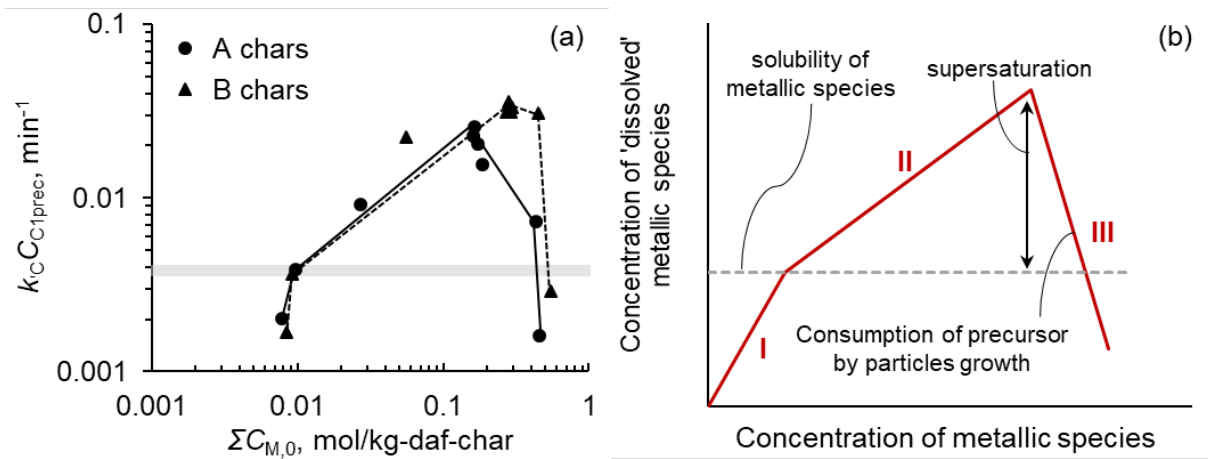 (a)
A chars
B chars
0.1
0.01
0.001
k'CCC1prec, min-1
0.001
0.01
0.1
1
ΣCM,0, mol/kg-daf-char
(b)
solubility of
metallic species
supersaturation
II
III
I
Consumption of precursor
by particles growth
Concentration of 'dissolved'
metallic species
Concentration of metallic species